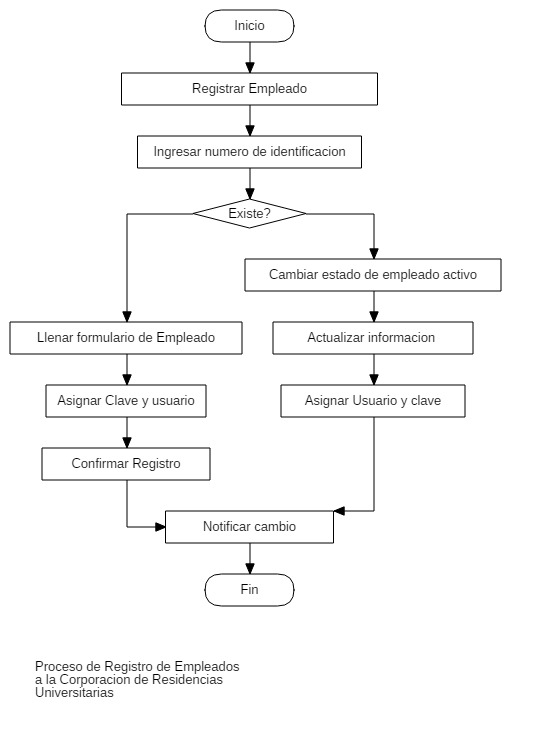 Inicio
Registrar Empleado
Ingresar numero de identificacion
Existe?
Cambiar estado de empleado activo
Llenar formulario de Empleado
Actualizar informacion
Asignar Clave y usuario
Asignar Usuario y clave
Confirmar Registro
Notificar cambio
Fin
Proceso de Registro de Empleados
a la Corporacion de Residencias
Universitarias